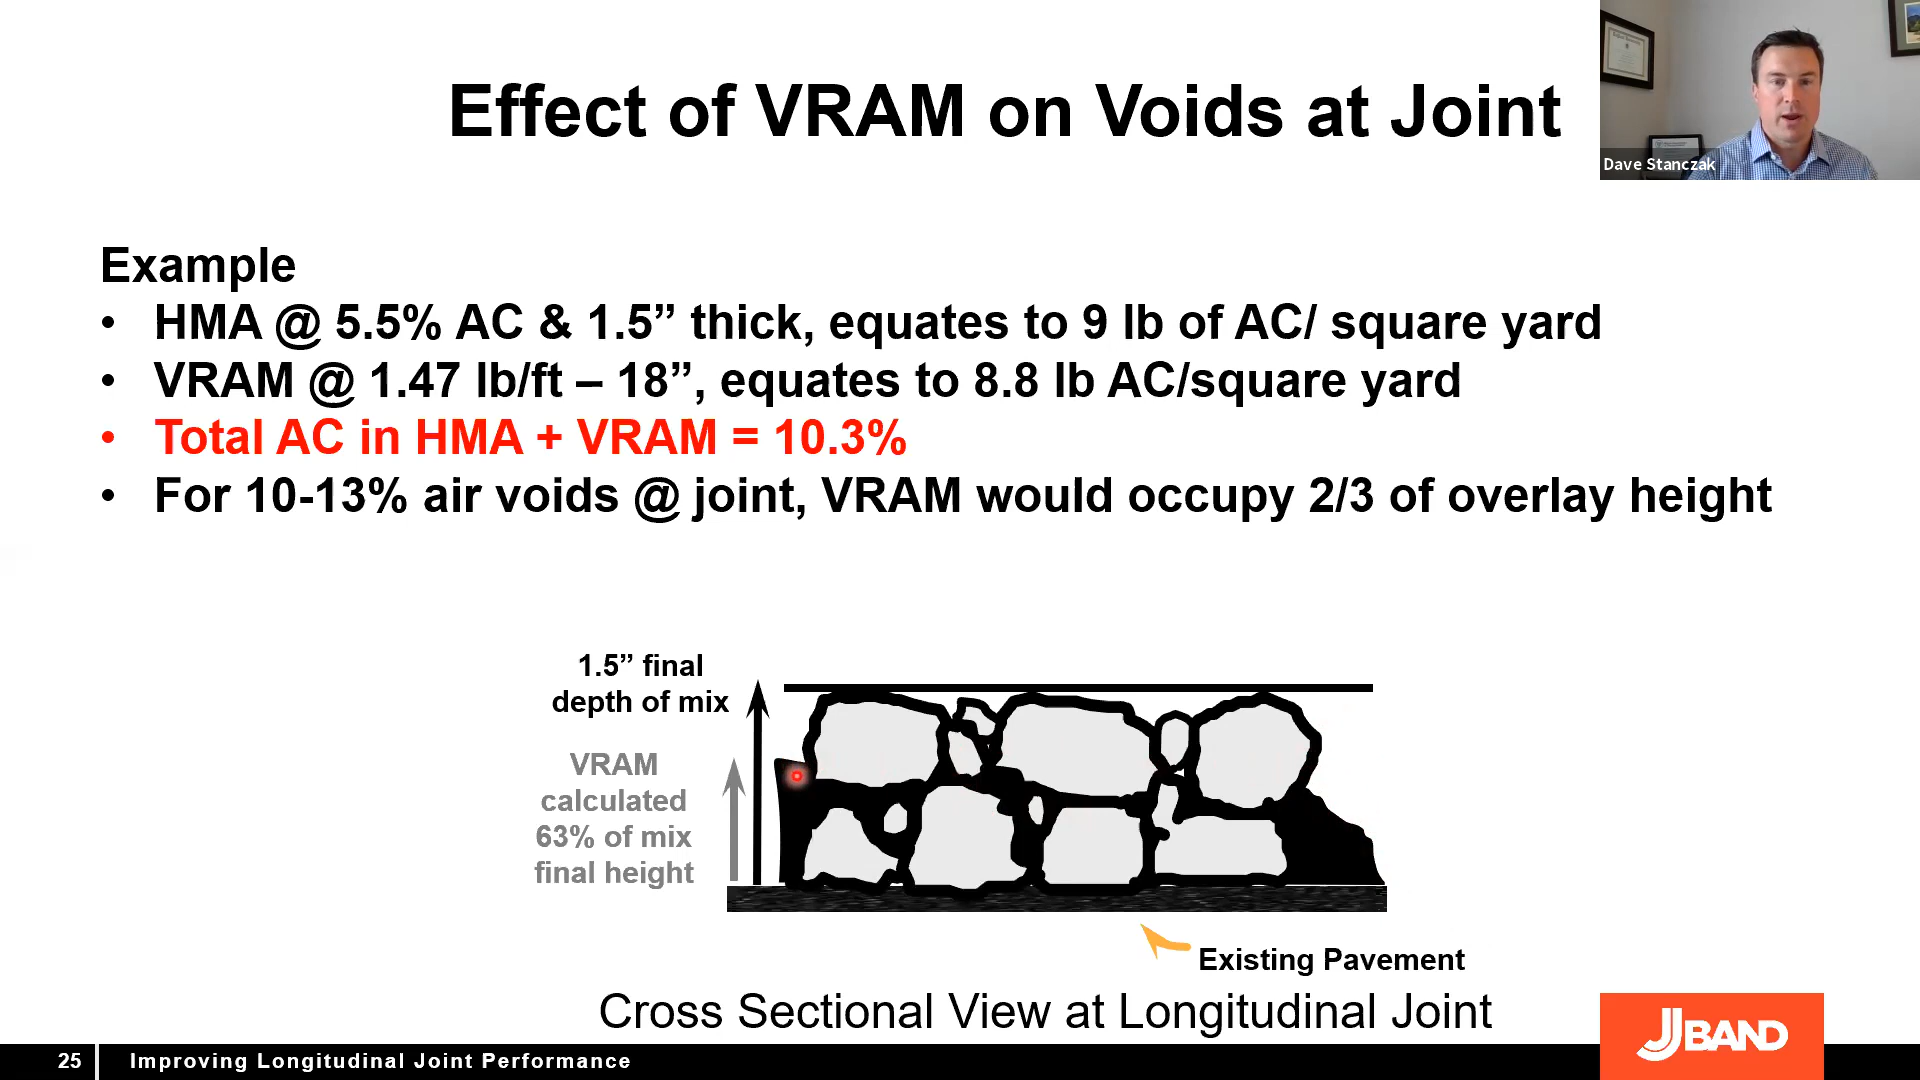 Effect of VRAM on Voids at Joint
Dave Stanczak
Example
• HMA @ 5.5% AC & 1.5” thick, equates to 9 lb of AC/ square yard
• VRAM @ 1.47 lb/ft – 18”, equates to 8.8 lb AC/square yard
• Total AC in HMA + VRAM = 10.3%
• For 10-13% air voids @ joint, VRAM would occupy 2/3 of overlay height
1.5” final
depth of mix
VRAM
calculated
63% of mix
final height
Existing Pavement
Cross Sectional View at Longitudinal Joint
25
Improving Longitudinal Joint Performance
JBAND